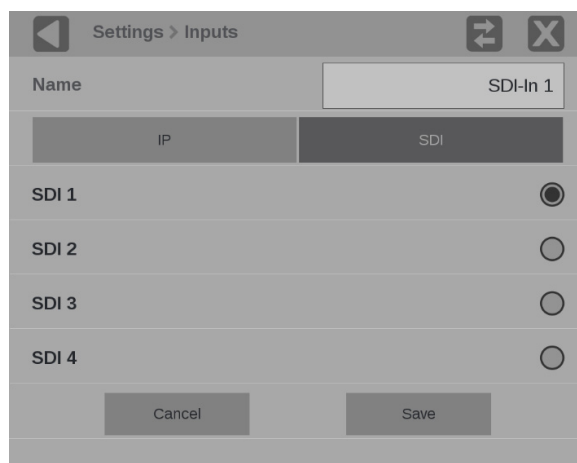 Settings > Inputs
Name SDI-In 1
IP SDI
SDI 1
SDI 2
SDI 3
SDI 4
Cancel Save